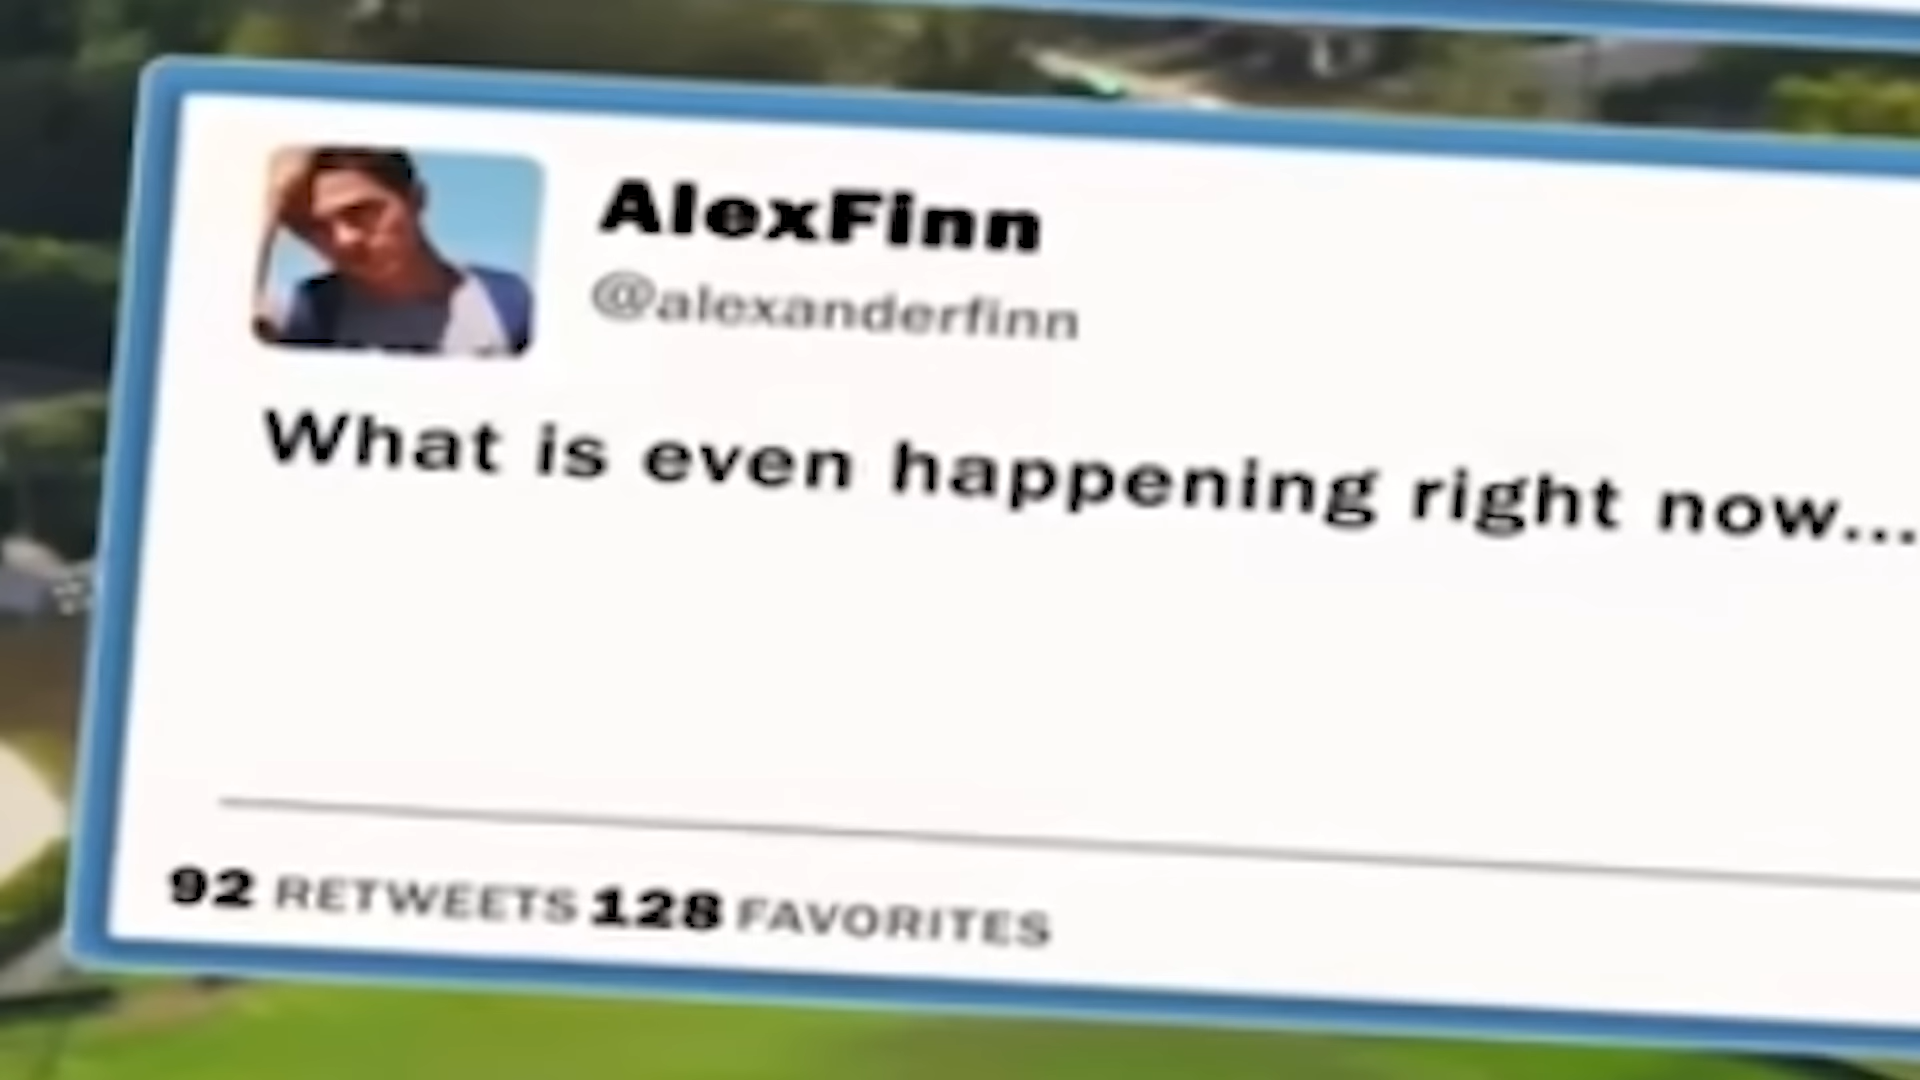 AlexFinn
@alexanderfinn
What is even happening right now...
92 RETWEETS 128 FAVORITES